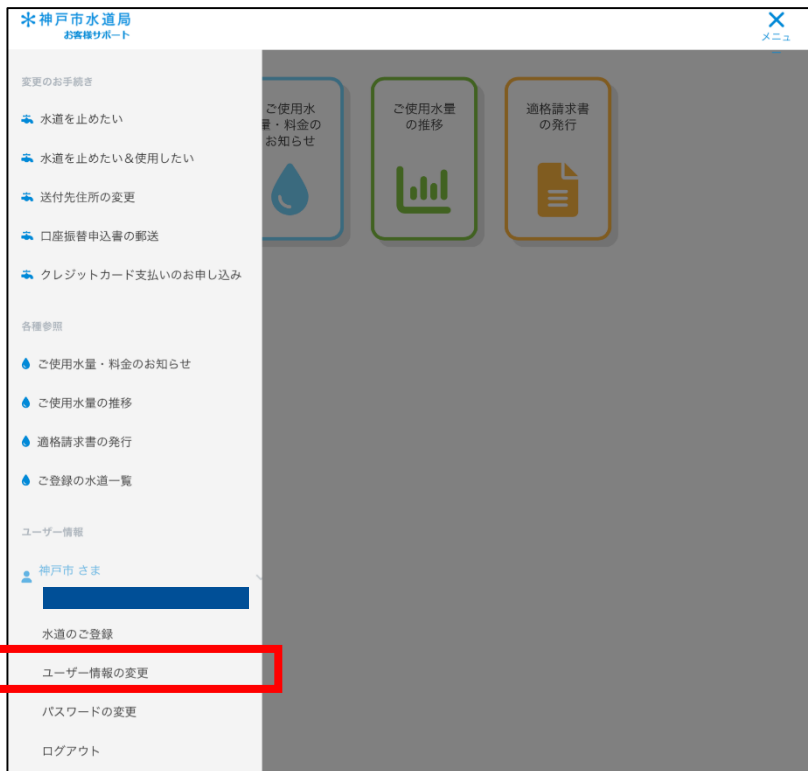 神戸市水道局
お客様サポート
メニュー
変更のお手続き
水道を止めたい
水道を止めたい＆使用したい
送付先住所の変更
口座振替申込書の郵送
クレジットカード支払いのお申し込み
各種参照
ご使用水量・料金のお知らせ
ご使用水量の推移
適格請求書の発行
ご登録の水道一覧
ユーザー情報
神戸市 さま
水道のご登録
ユーザー情報の変更
パスワードの変更
ログアウト
ご使用水
量・料金の
お知らせ
ご使用水量
の推移
適格請求書
の発行